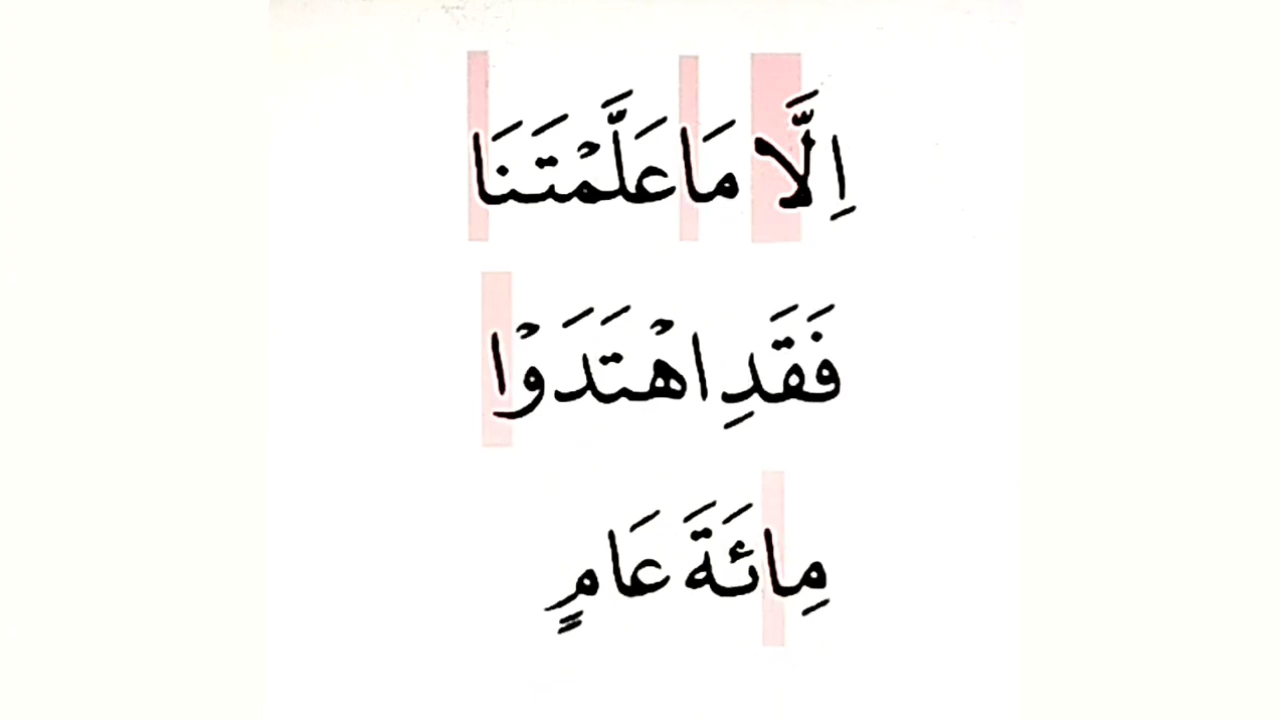 اِلَّا مَا عَلَّمْتَنَا
فَقَدِ اهْتَدَوْا
مِائَةَ عَامٍ